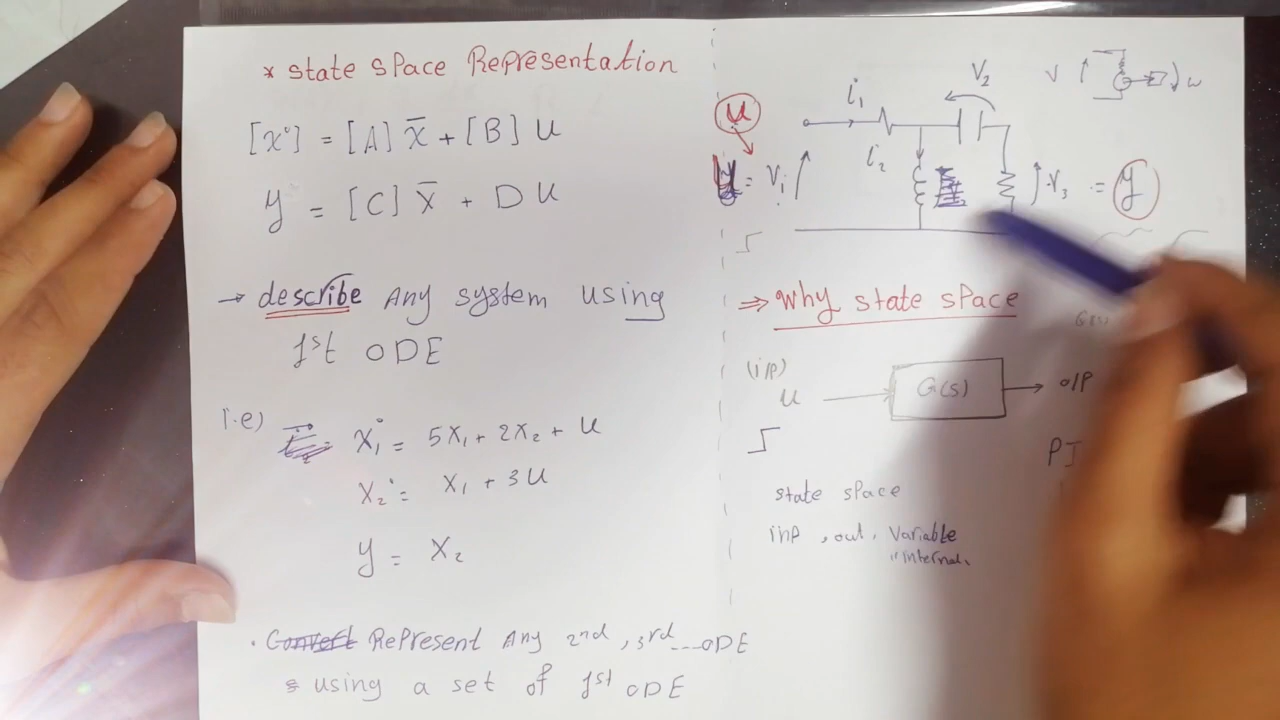 * state space Representation
[x°] = [A] x̄ + [B] u
y = [C] x̄ + D u
→ describe Any system using
1st ODE
i.e)
x₁° = 5x₁ + 2x₂ + u
x₂° = x₁ + 3u
y = x₂
. Convert Represent Any 2nd, 3rd ... ODE
using a set of 1st ODE
u
i₁
V₂
V
w
i₂
= Vi
V₃ = y
⇒ why state space
(i/p)
u
G(s)
o/p
PI
state space
inp, out, Variable
"internal"